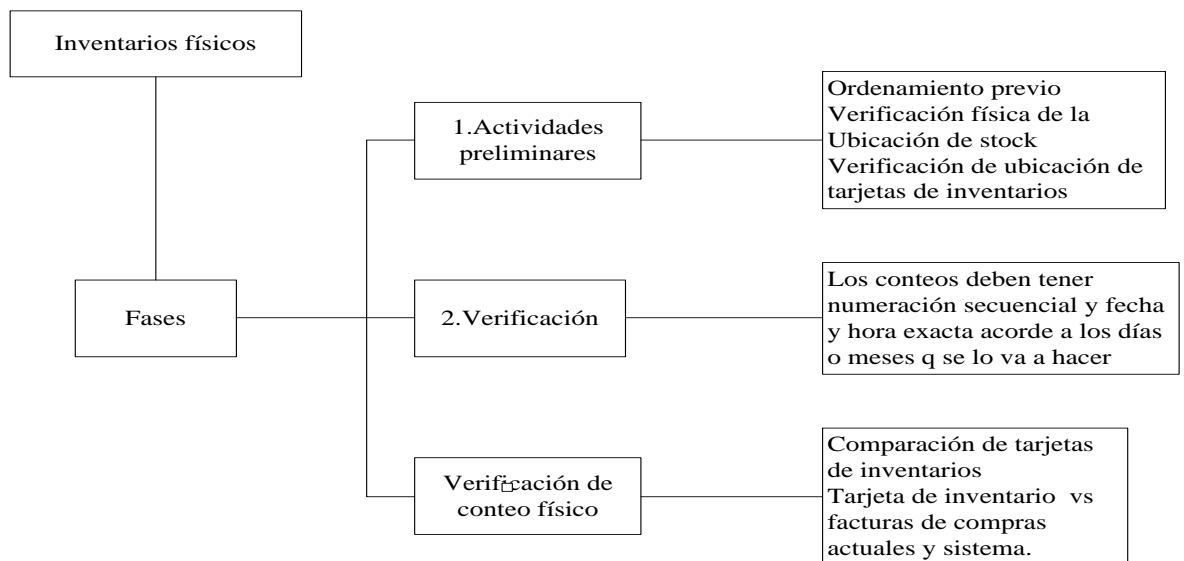 Inventarios físicos
1.Actividades
preliminares
Ordenamiento previo
Verificación física de la
Ubicación de stock
Verificación de ubicación de
tarjetas de inventarios
Fases
2.Verificación
Los conteos deben tener
numeración secuencial y fecha
y hora exacta acorde a los días
o meses q se lo va a hacer
Verificación de
conteo físico
Comparación de tarjetas
de inventarios
Tarjeta de inventario vs
facturas de compras
actuales y sistema.